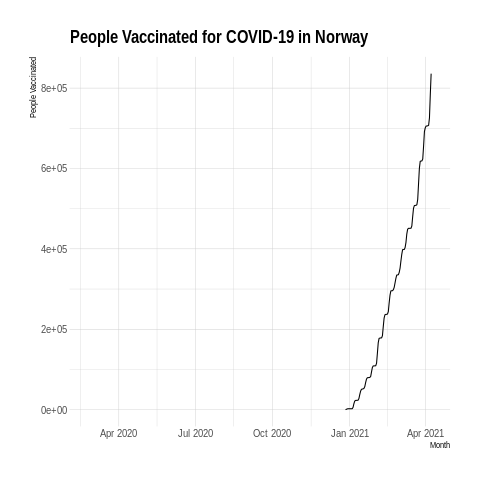 People Vaccinated for COVID-19 in Norway
People Vaccinated
8e+05
6e+05
4e+05
2e+05
0e+00
Apr 2020 Jul 2020 Oct 2020 Jan 2021 Apr 2021
Month